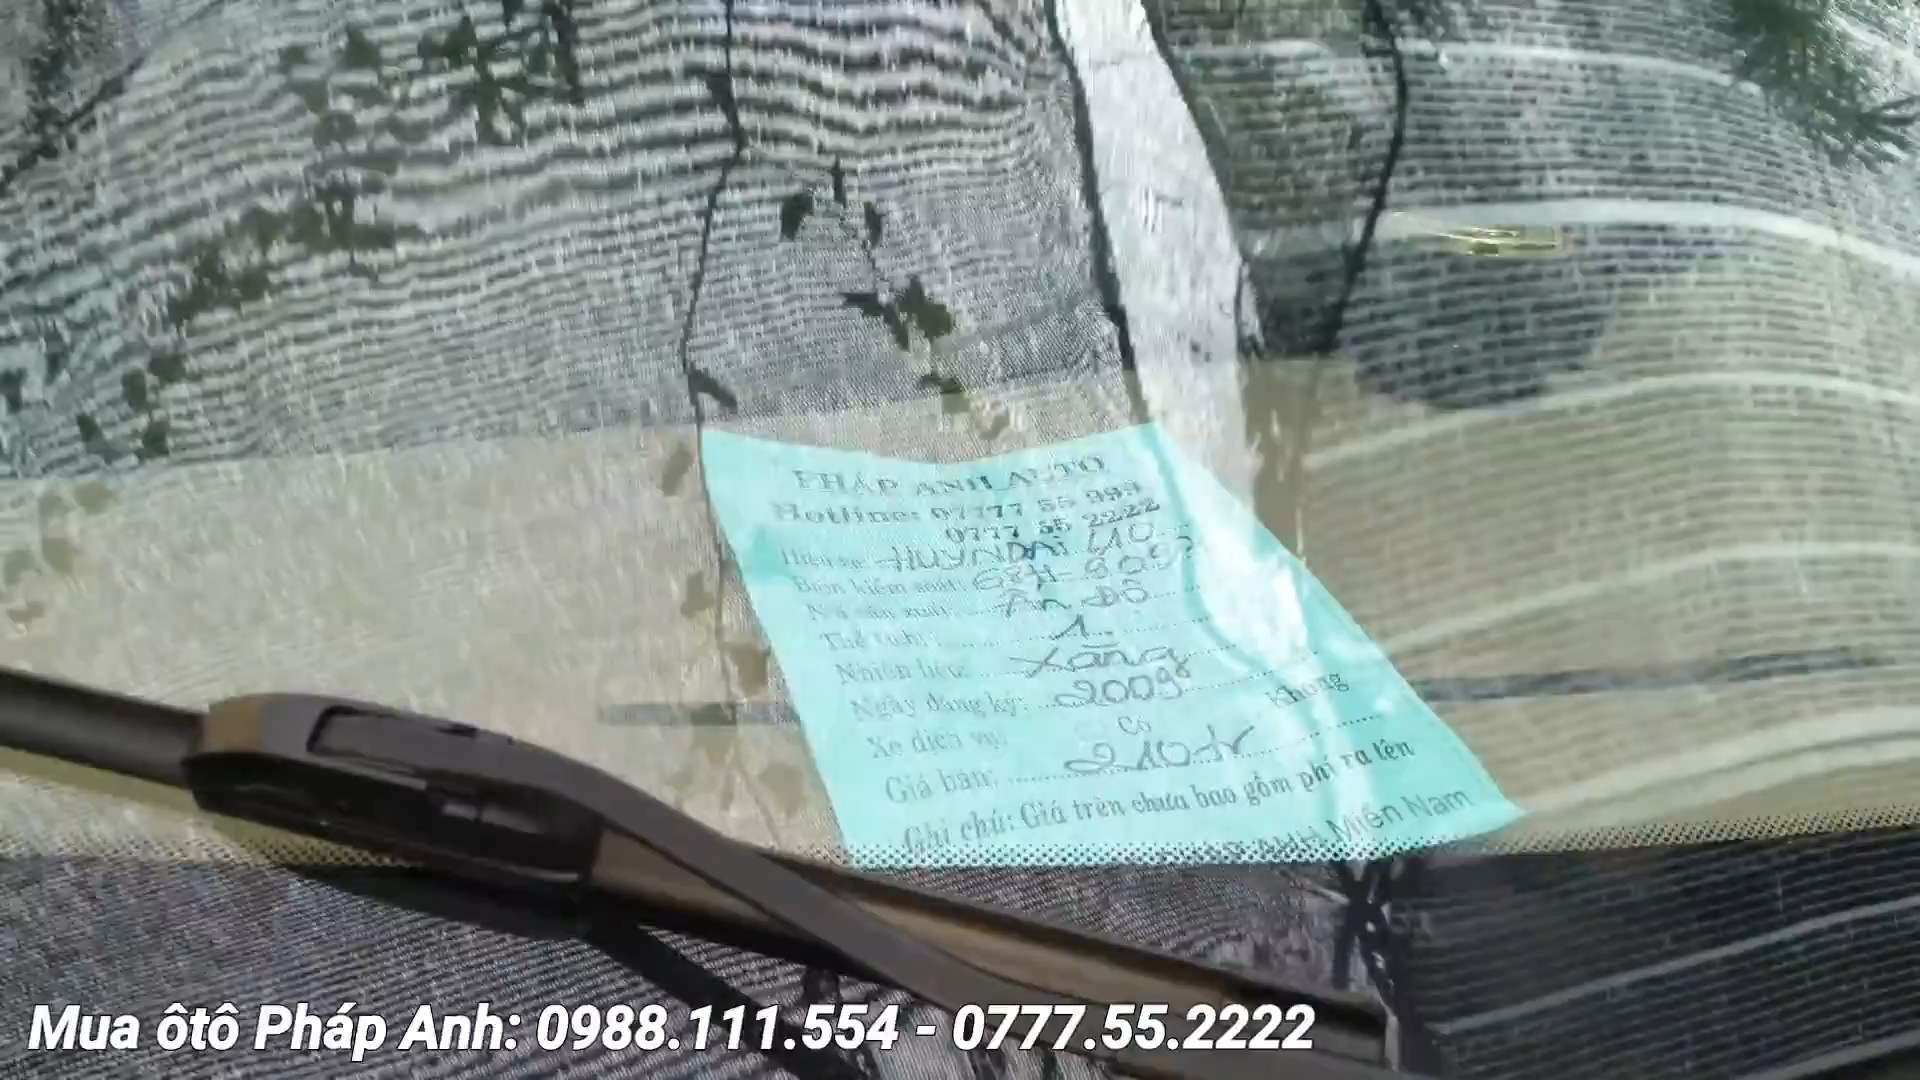 PHÁP ANH AUTO
Hotline: 07777 55 999
0777 55 2222
Hiệu xe: HUYNDAI I10
Biển kiểm soát:
Nơi sản xuất: Ấn Độ
Thể tích: 1.
Nhiên liệu: Xăng
Ngày đăng ký: 2009
Xe dịch vụ: Có Không
Giá bán: 210tr
Ghi chú: Giá trên chưa bao gồm phí ra tên
ANH Miền Nam
Mua ôtô Pháp Anh: 0988.111.554 - 0777.55.2222